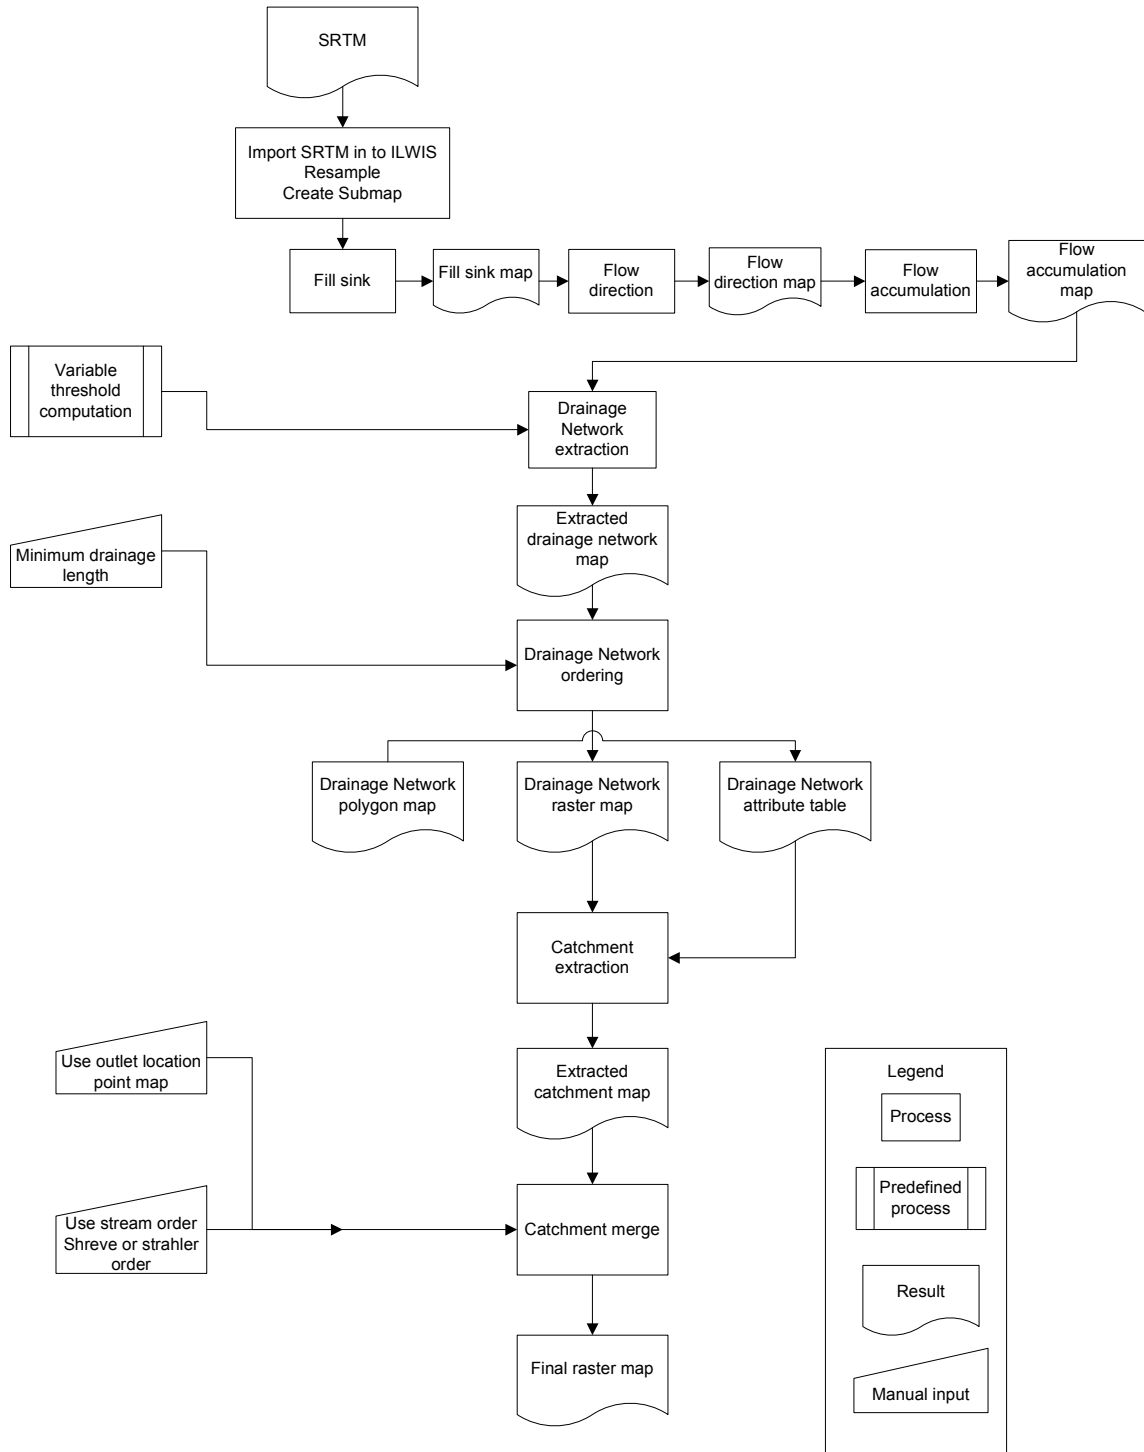 SRTM
Import SRTM in to ILWIS
Resample
Create Submap
Fill sink
Fill sink map
Flow
direction
Flow
direction map
Flow
accumulation
Flow
accumulation
map
Variable
threshold
computation
Drainage
Network
extraction
Extracted
drainage network
map
Minimum drainage
length
Drainage Network
ordering
Drainage Network
polygon map
Drainage Network
raster map
Drainage Network
attribute table
Catchment
extraction
Use outlet location
point map
Extracted
catchment map
Use stream order
Shreve or strahler
order
Catchment merge
Final raster map
Legend
Process
Predefined
process
Result
Manual input